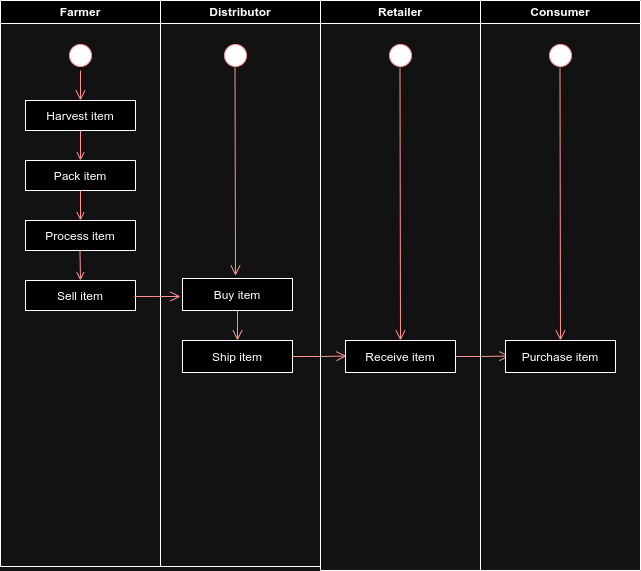 Farmer
Distributor
Retailer
Consumer
Harvest item
Pack item
Process item
Sell item
Buy item
Ship item
Receive item
Purchase item